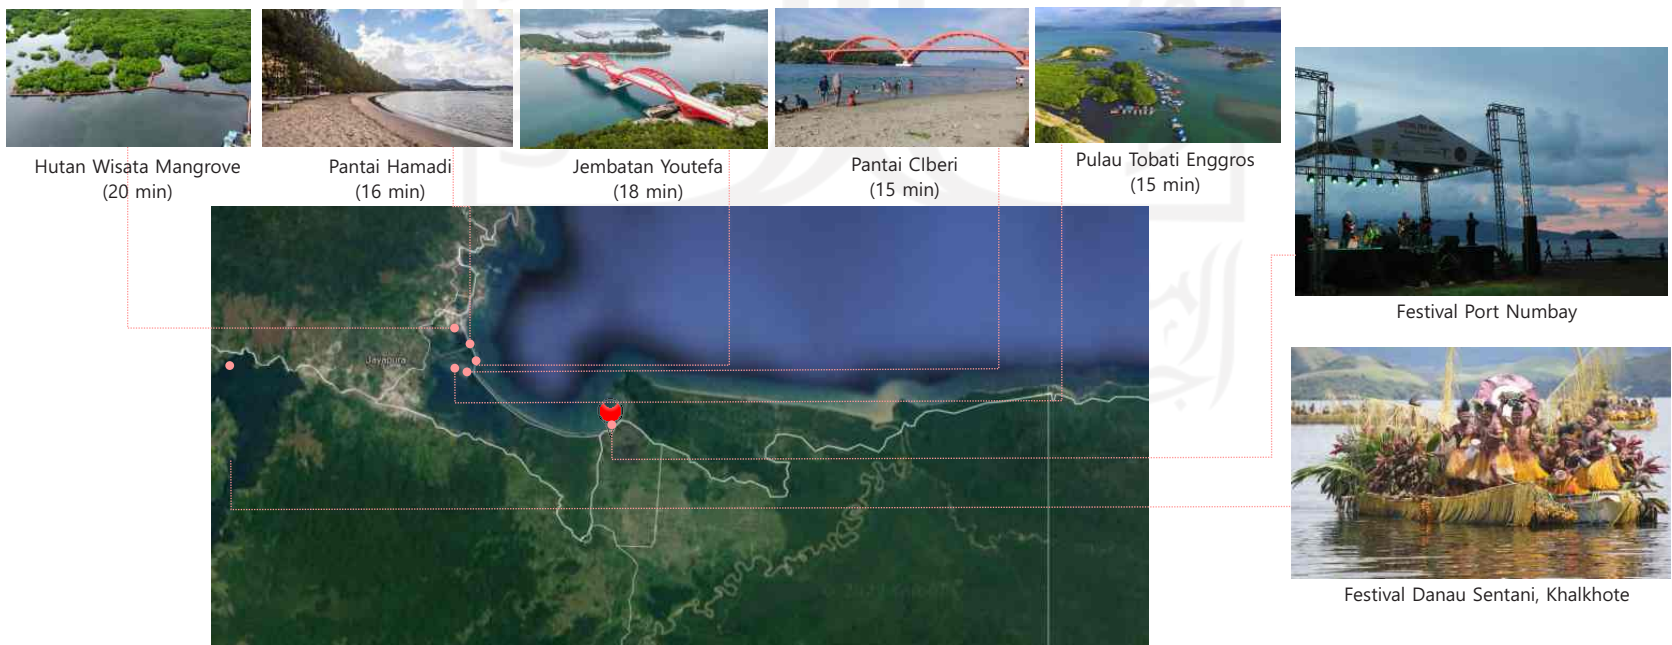 Hutan Wisata Mangrove
(20 min)
Pantai Hamadi
(16 min)
Jembatan Youtefa
(18 min)
Pantai CIberi
(15 min)
Pulau Tobati Enggros
(15 min)
Festival Port Numbay
Jayapura
Festival Danau Sentani, Khalkhote